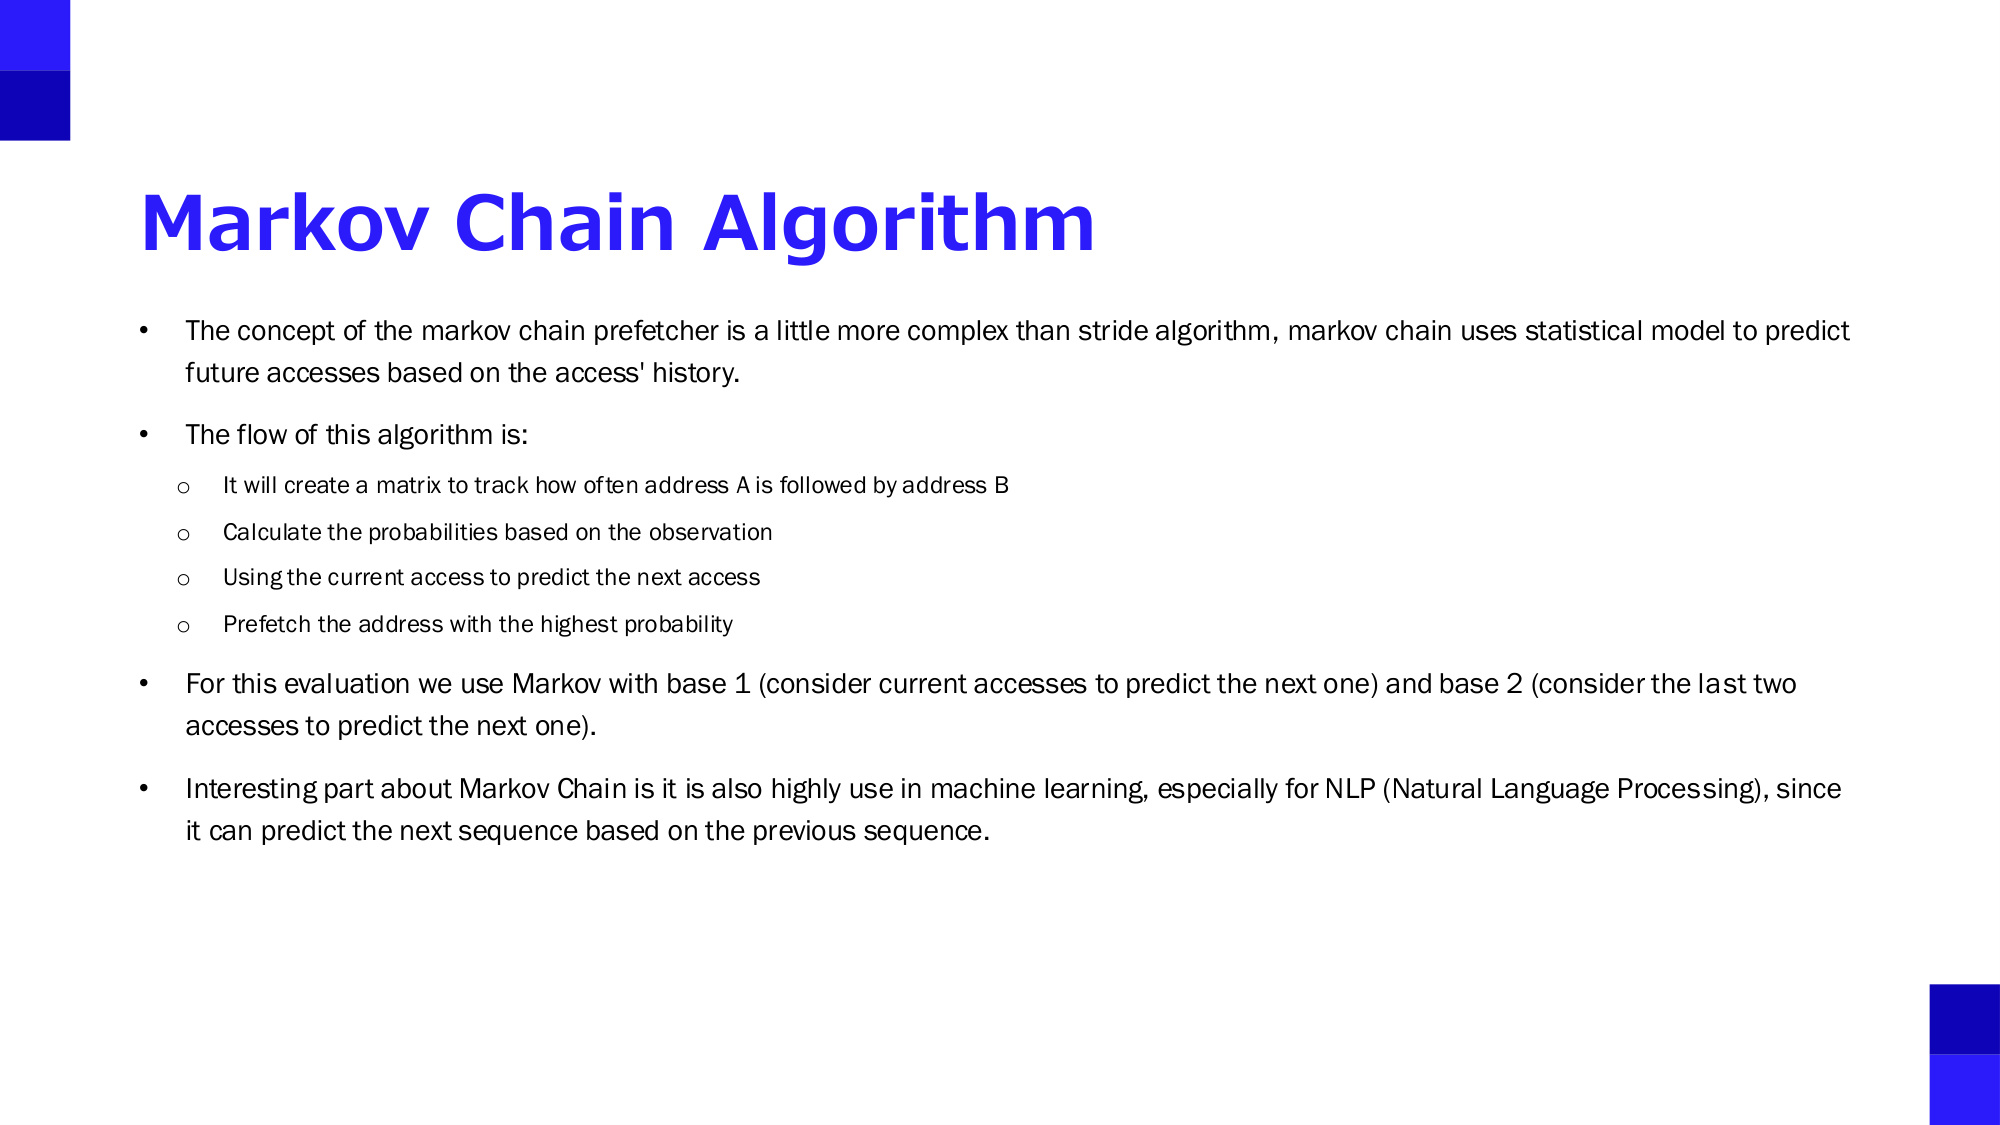 Markov Chain Algorithm
• The concept of the markov chain prefetcher is a little more complex than stride algorithm, markov chain uses statistical model to predict
future accesses based on the access' history.
• The flow of this algorithm is:
o It will create a matrix to track how often address A is followed by address B
o Calculate the probabilities based on the observation
o Using the current access to predict the next access
o Prefetch the address with the highest probability
• For this evaluation we use Markov with base 1 (consider current accesses to predict the next one) and base 2 (consider the last two
accesses to predict the next one).
• Interesting part about Markov Chain is it is also highly use in machine learning, especially for NLP (Natural Language Processing), since
it can predict the next sequence based on the previous sequence.